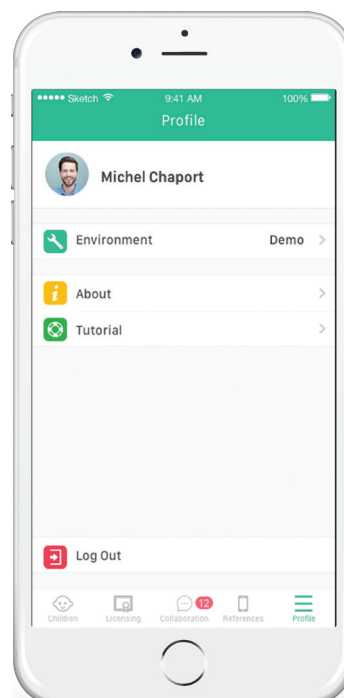 Sketch 9:41 AM 100%
Profile
Michel Chaport
Environment Demo
About
Tutorial
Log Out
12
Children Licensing Collaboration References Profile